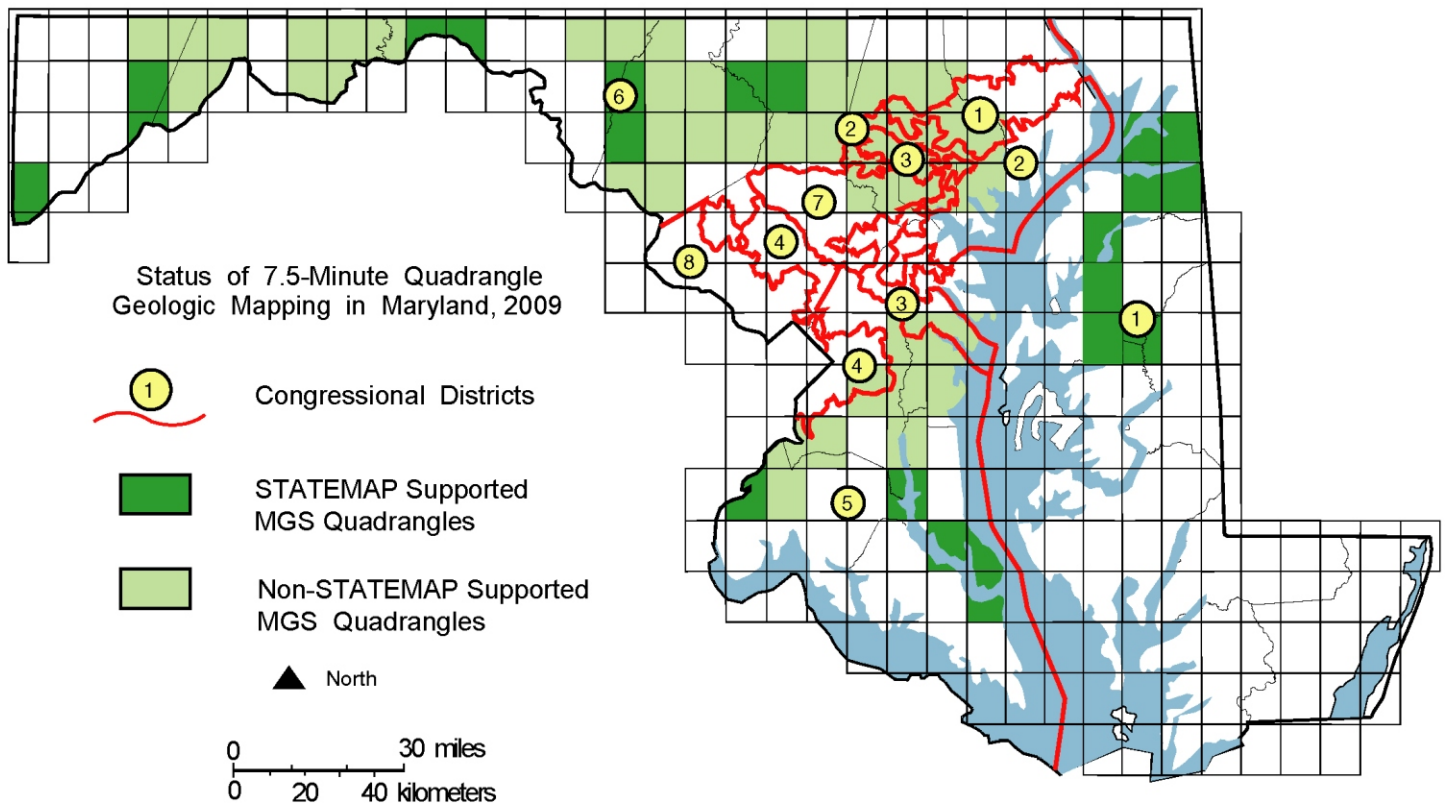 6
1
2
3
2
7
4
8
3
1
4
5
Status of 7.5-Minute Quadrangle
Geologic Mapping in Maryland, 2009
1
Congressional Districts
STATEMAP Supported
MGS Quadrangles
Non-STATEMAP Supported
MGS Quadrangles
North
0 30 miles
0 20 40 kilometers